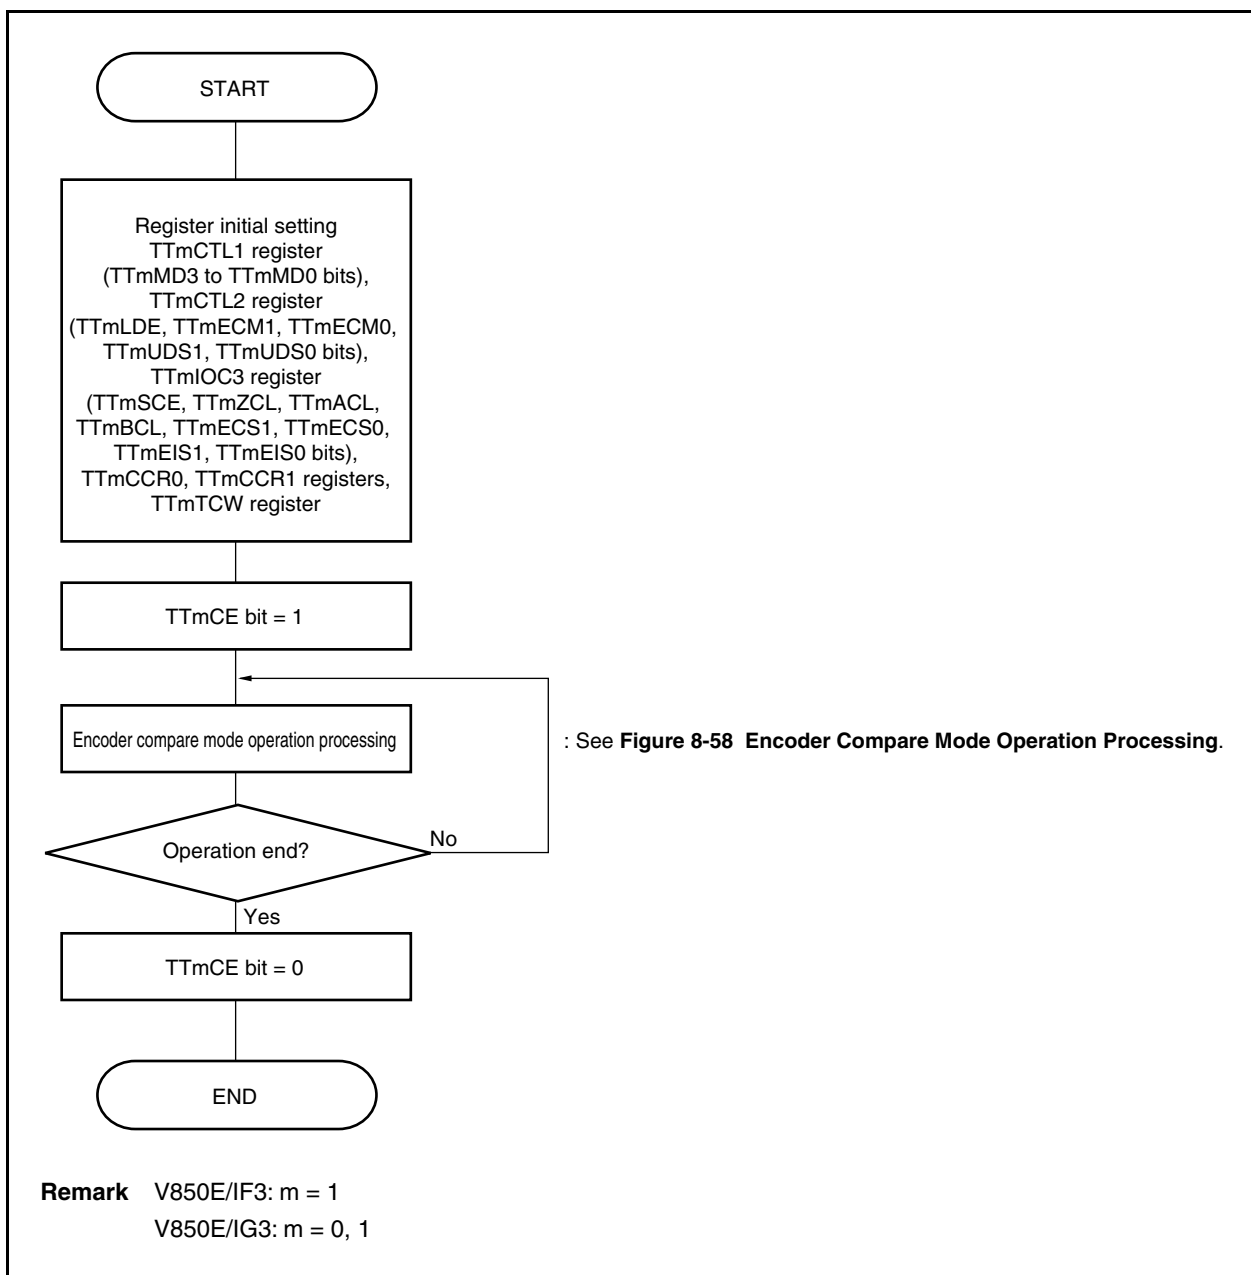 START
Register initial setting
TTmCTL1 register
(TTmMD3 to TTmMD0 bits),
TTmCTL2 register
(TTmLDE, TTmECM1, TTmECM0,
TTmUDS1, TTmUDS0 bits),
TTmIOC3 register
(TTmSCE, TTmZCL, TTmACL,
TTmBCL, TTmECS1, TTmECS0,
TTmEIS1, TTmEIS0 bits),
TTmCCR0, TTmCCR1 registers,
TTmTCW register
TTmCE bit = 1
Encoder compare mode operation processing
: See Figure 8-58 Encoder Compare Mode Operation Processing.
Operation end?
No
Yes
TTmCE bit = 0
END
Remark V850E/IF3: m = 1
V850E/IG3: m = 0, 1